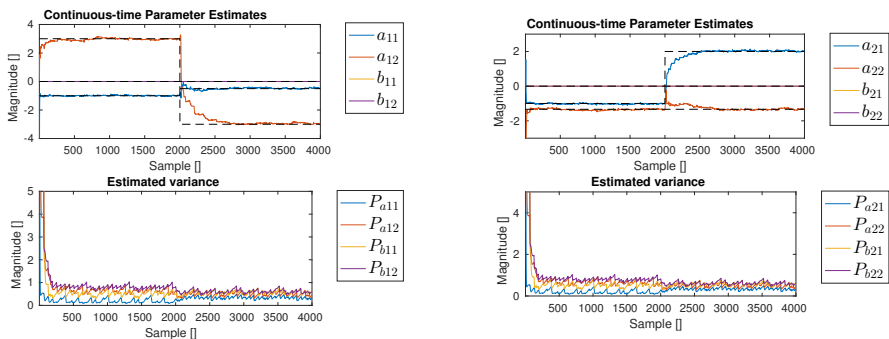 Continuous-time Parameter Estimates
4
2
0
-2
-4
Magnitude []
500 1000 1500 2000 2500 3000 3500 4000
Sample []
a11
a12
b11
b12
Estimated variance
5
4
3
2
1
0
Magnitude []
500 1000 1500 2000 2500 3000 3500 4000
Sample []
Pa11
Pa12
Pb11
Pb12
Continuous-time Parameter Estimates
2
0
-2
Magnitude []
500 1000 1500 2000 2500 3000 3500 4000
Sample []
a21
a22
b21
b22
Estimated variance
4
2
0
Magnitude []
500 1000 1500 2000 2500 3000 3500 4000
Sample []
Pa21
Pa22
Pb21
Pb22